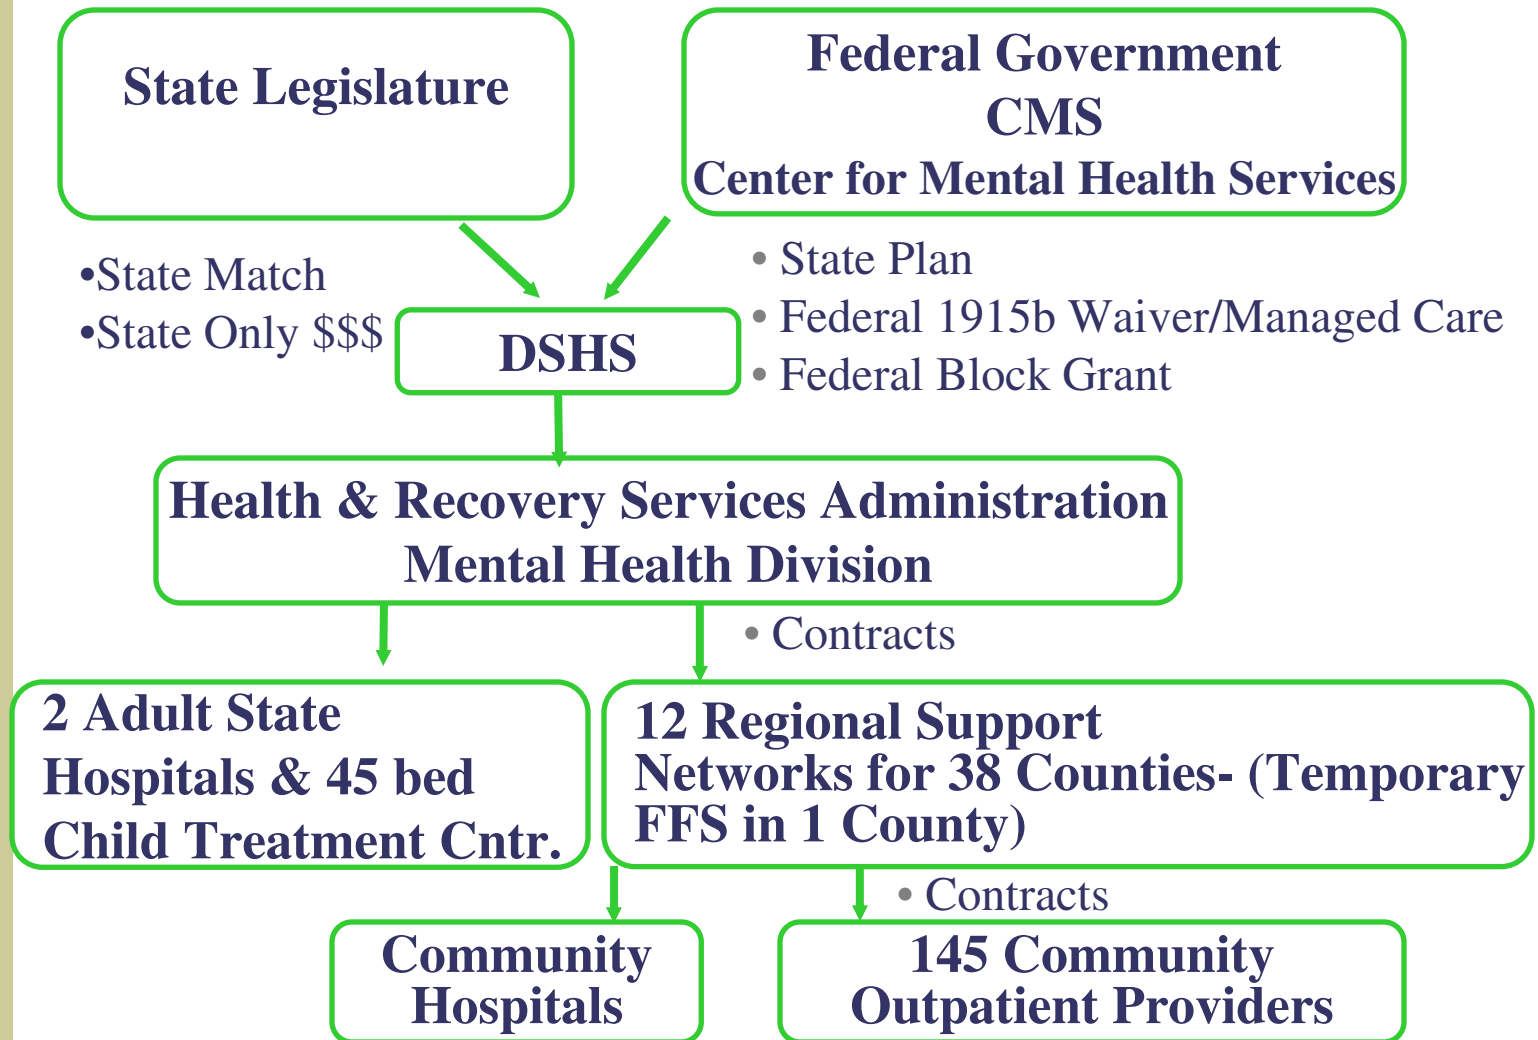 State Legislature
Federal Government
CMS
Center for Mental Health Services
•State Match
•State Only $$$
• State Plan
• Federal 1915b Waiver/Managed Care
• Federal Block Grant
DSHS
Health & Recovery Services Administration
Mental Health Division
• Contracts
2 Adult State
Hospitals & 45 bed
Child Treatment Cntr.
12 Regional Support
Networks for 38 Counties- (Temporary
FFS in 1 County)
• Contracts
Community
Hospitals
145 Community
Outpatient Providers